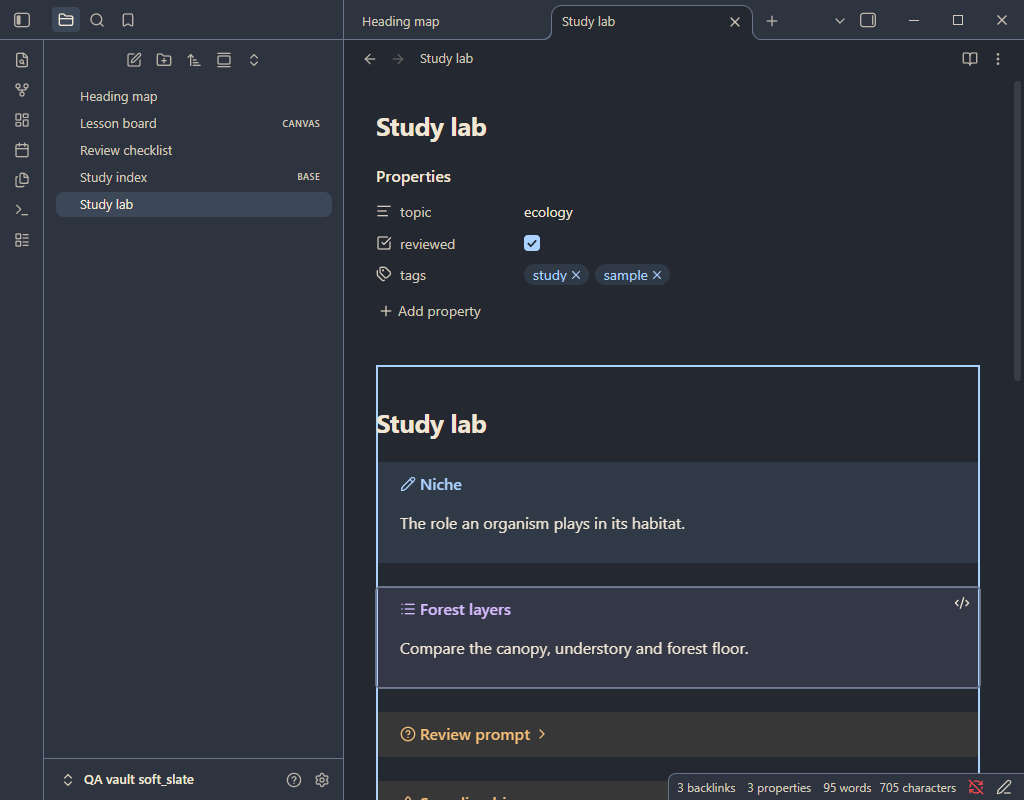 Heading map
Study lab
Study lab
Heading map
Lesson board CANVAS
Review checklist
Study index BASE
Study lab
Study lab
Properties
topic ecology
reviewed
tags study sample
Add property
Study lab
Niche
The role an organism plays in its habitat.
Forest layers
Compare the canopy, understory and forest floor.
Review prompt
QA vault soft_slate
3 backlinks 3 properties 95 words 705 characters